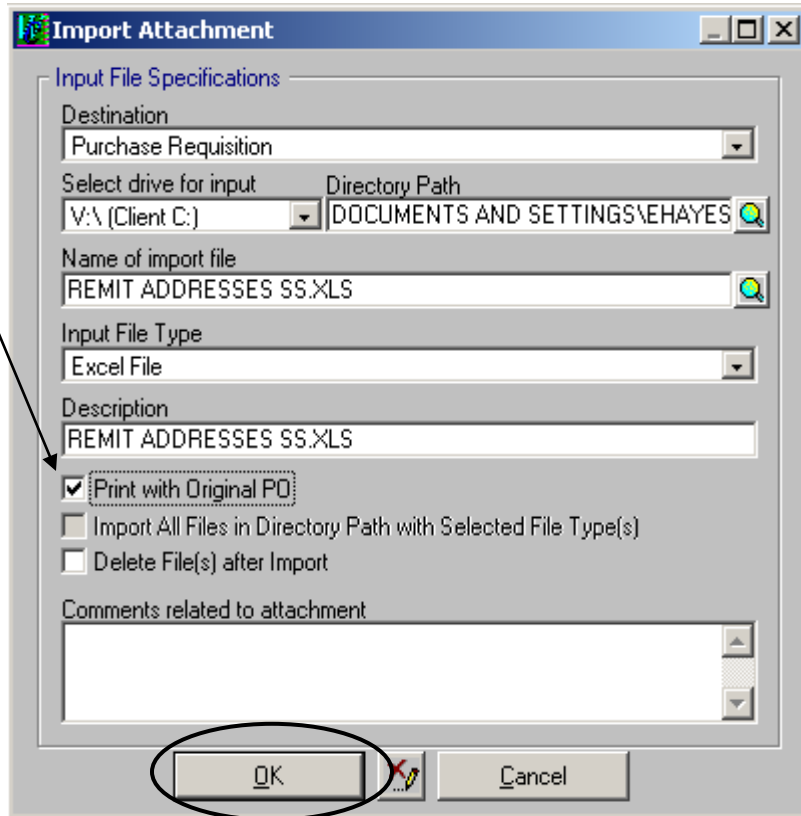 Import Attachment
Input File Specifications
Destination
Purchase Requisition
Select drive for input Directory Path
V:\ (Client C:) DOCUMENTS AND SETTINGS\EHAYES
Name of import file
REMIT ADDRESSES SS.XLS
Input File Type
Excel File
Description
REMIT ADDRESSES SS.XLS
Print with Original PO
Import All Files in Directory Path with Selected File Type(s)
Delete File(s) after Import
Comments related to attachment
OK Cancel